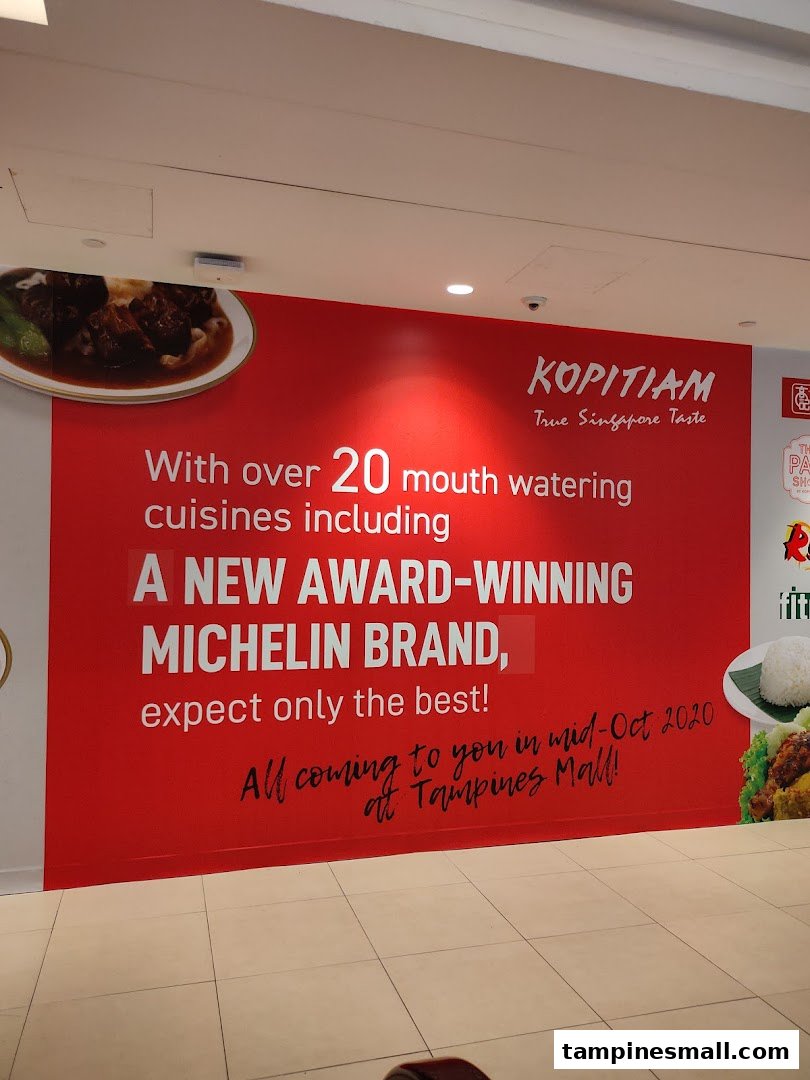 KOPITIAM
True Singapore Taste
With over 20 mouth watering
cuisines including
A NEW AWARD-WINNING
MICHELIN BRAND,
expect only the best!
All coming to you in mid-Oct 2020
at Tampines Mall!
tampinesmall.com